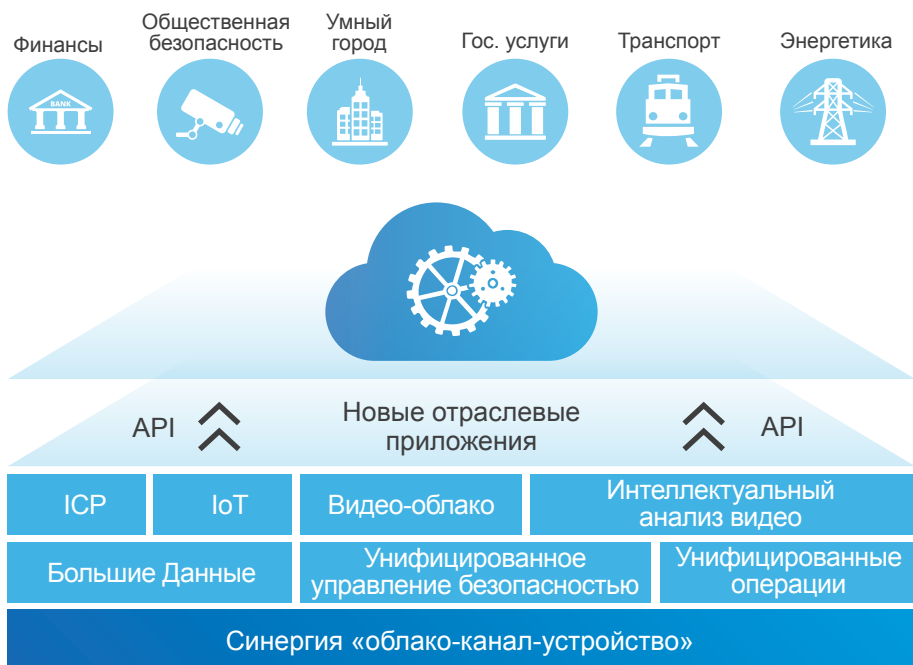 Финансы
Общественная
безопасность
Умный
город
Гос. услуги
Транспорт
Энергетика
BANK
API
Новые отраслевые
приложения
API
ICP
IoT
Видео-облако
Интеллектуальный
анализ видео
Большие Данные
Унифицированное
управление безопасностью
Унифицированные
операции
Синергия «облако-канал-устройство»